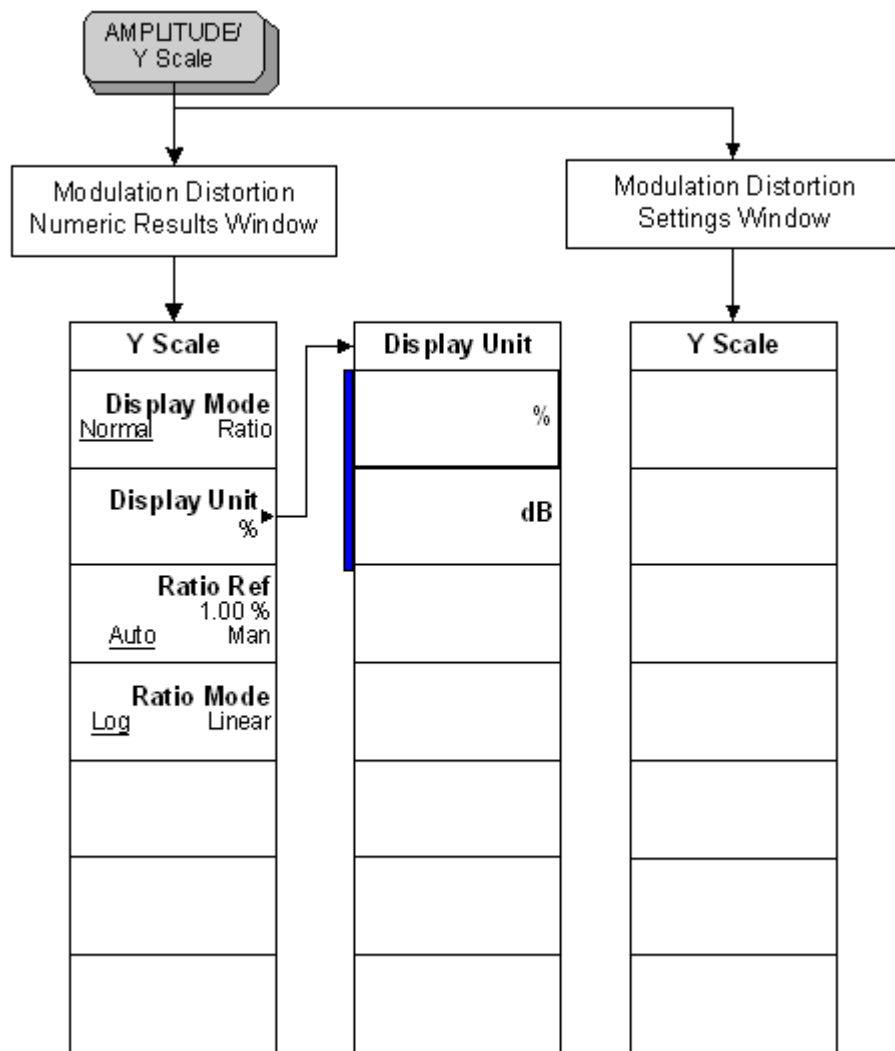 AMPLITUDE/
Y Scale
Modulation Distortion
Numeric Results Window
Modulation Distortion
Settings Window
Y Scale
Display Mode
Normal Ratio
Display Unit
%
Ratio Ref
1.00 %
Auto Man
Ratio Mode
Log Linear
Display Unit
%
dB
Y Scale